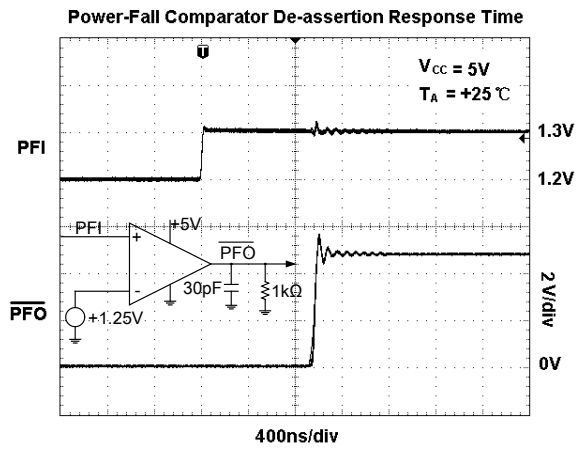 Power-Fall Comparator De-assertion Response Time
T
VCC = 5V
TA = +25℃
PFI
1.3V
1.2V
PFI
+5V
+
PFO
-
30pF
1kΩ
PFO
+1.25V
2 V/div
0V
400ns/div